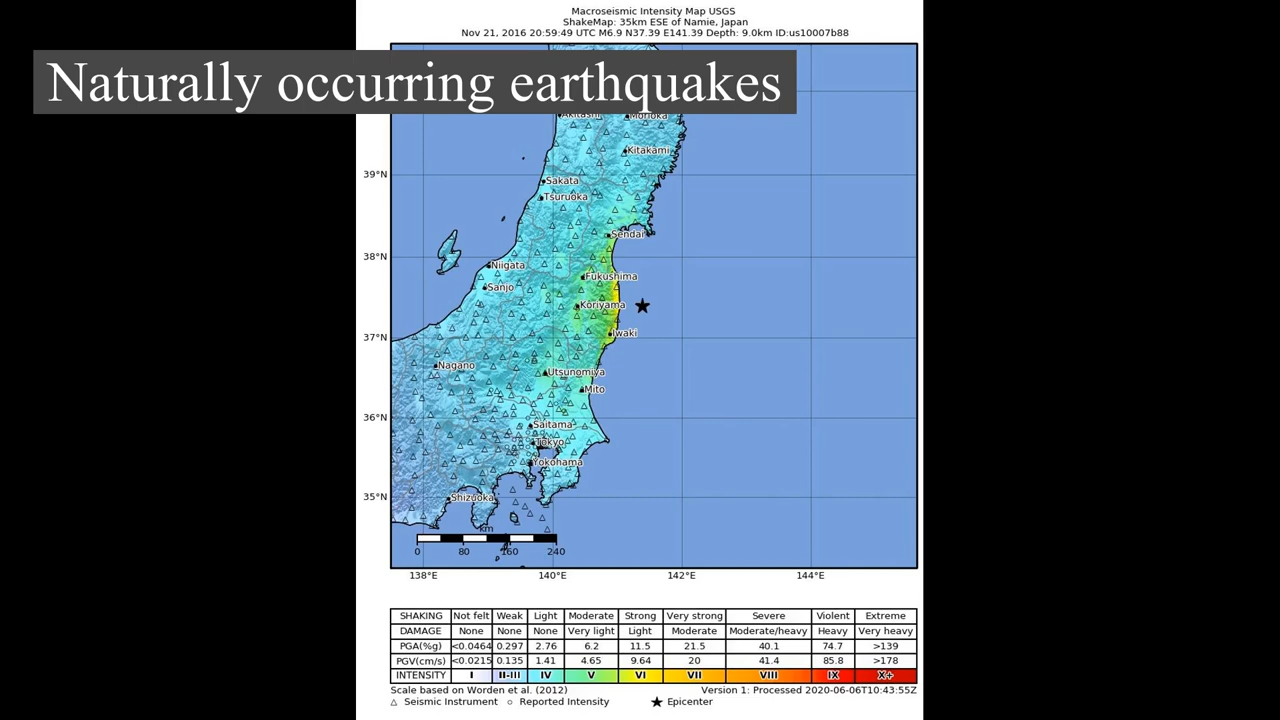 Macroseismic Intensity Map USGS
ShakeMap: 35km ESE of Namie, Japan
Nov 21, 2016 20:59:49 UTC M6.9 N37.39 E141.39 Depth: 9.0km ID:us10007b88
Naturally occurring earthquakes
Morioka
Kitakami
39°N
Sakata
Tsuruoka
Sendai
38°N
Niigata
Fukushima
Sanjo
Koriyama
37°N
Iwaki
Nagano
Utsunomiya
Mito
36°N
Saitama
Tokyo
Yokohama
35°N
Shizuoka
km
0 80 160 240
138°E 140°E 142°E 144°E
SHAKING Not felt Weak Light Moderate Strong Very strong Severe Violent Extreme
DAMAGE None None None Very light Light Moderate Moderate/heavy Heavy Very heavy
PGA(%g) <0.0464 0.297 2.76 6.2 11.5 21.5 40.1 74.7 >139
PGV(cm/s) <0.0215 0.135 1.41 4.65 9.64 20 41.4 85.8 >178
INTENSITY I II-III IV V VI VII VIII IX X+
Scale based on Worden et al. (2012) Version 1: Processed 2020-06-06T10:43:55Z
△ Seismic Instrument ○ Reported Intensity ★ Epicenter